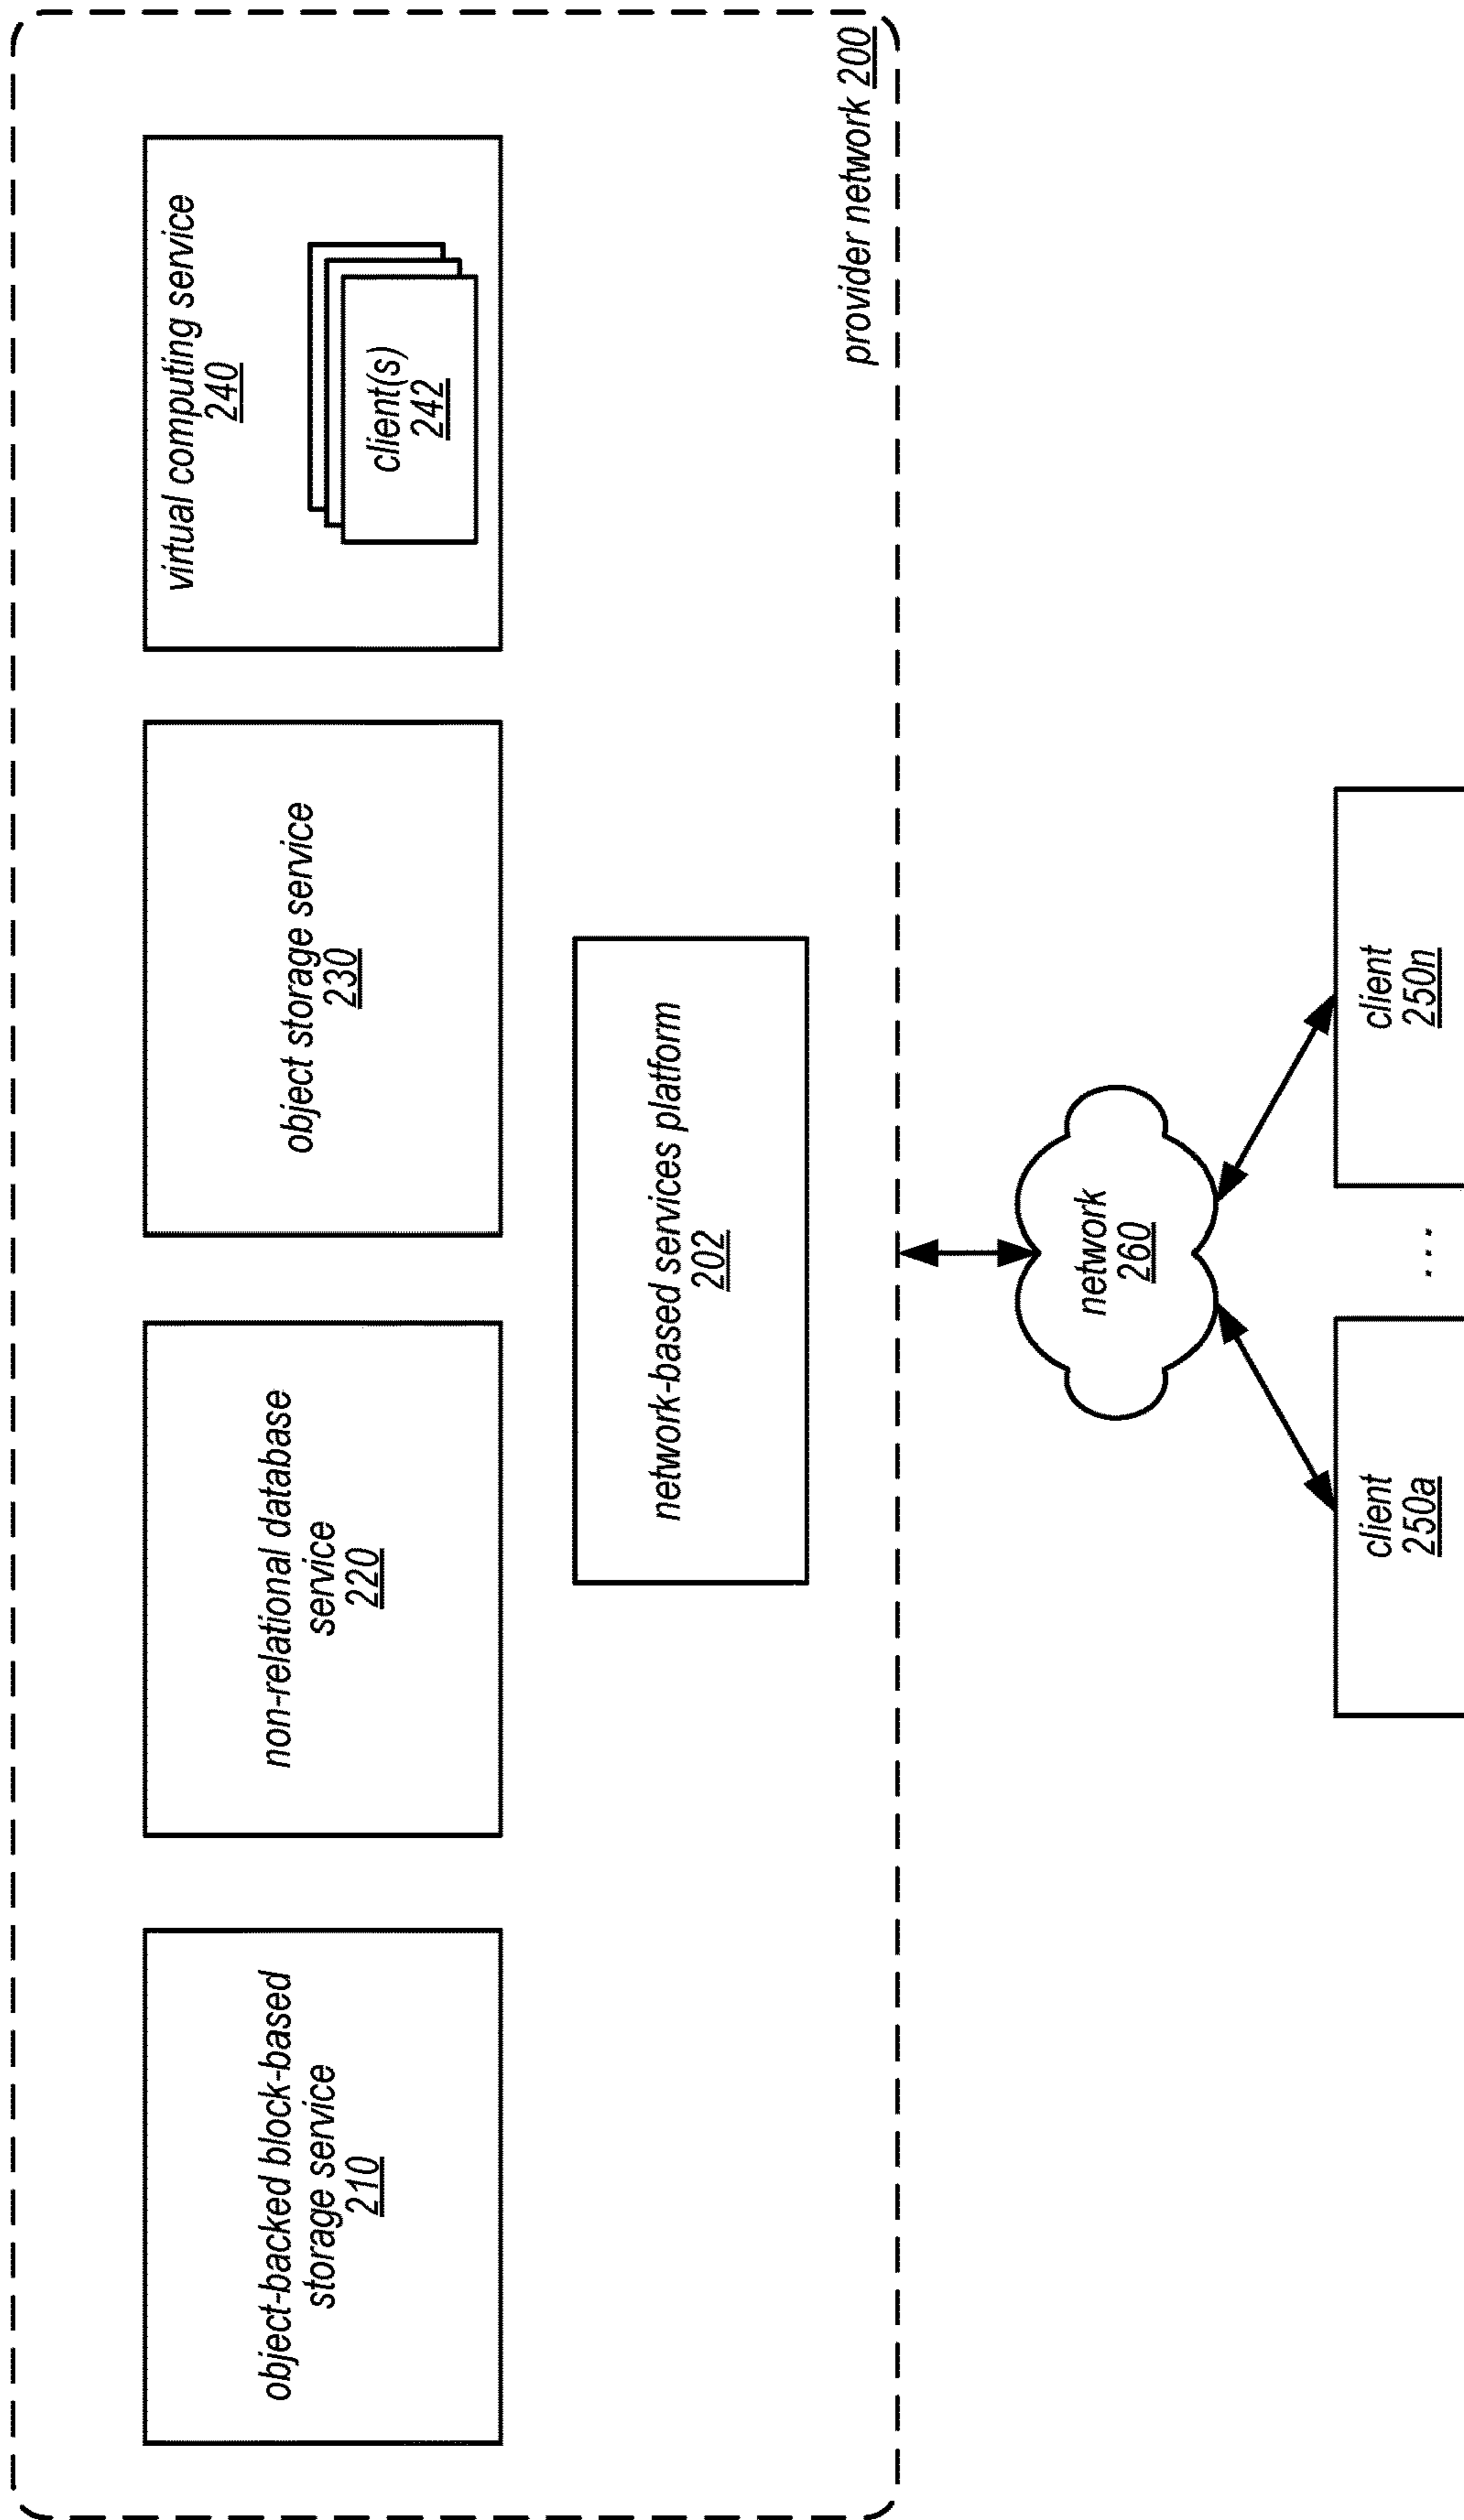 object-backed block-based
storage service
210
non-relational database
service
220
object storage service
230
virtual computing service
240
client(s)
242
network-based services platform
202
provider network 200
network
260
client
250a
...
client
250n